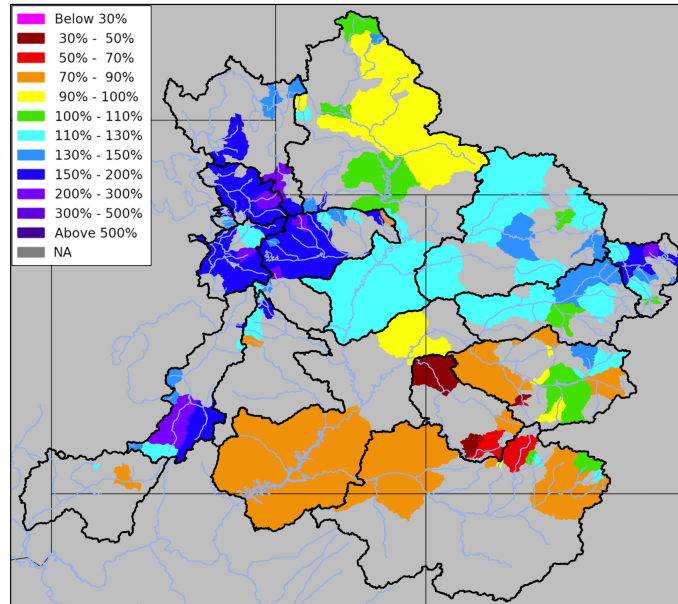 Below 30%
30% - 50%
50% - 70%
70% - 90%
90% - 100%
100% - 110%
110% - 130%
130% - 150%
150% - 200%
200% - 300%
300% - 500%
Above 500%
NA